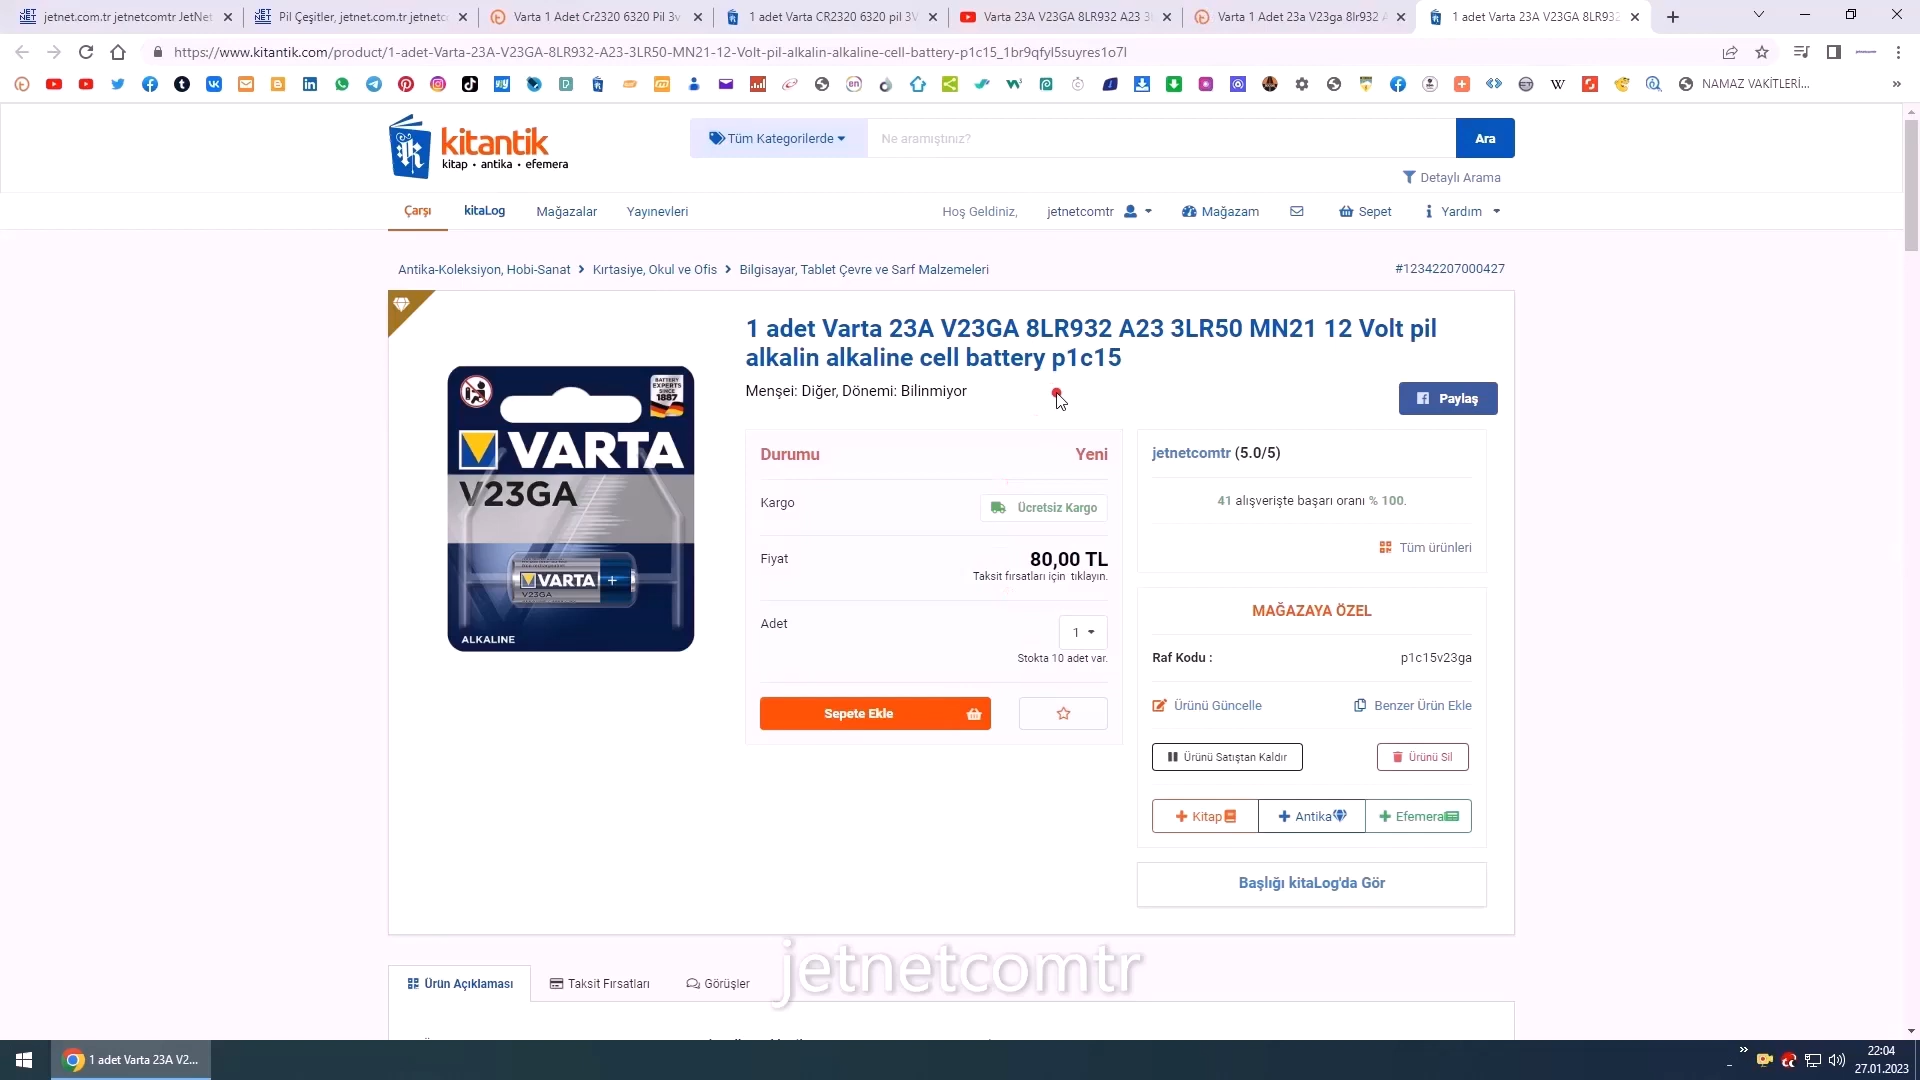 jetnet.com.tr jetnetcomtr JetNet
Pil Çeşitler, jetnet.com.tr jetnetc
Varta 1 Adet Cr2320 6320 Pil 3v
1 adet Varta CR2320 6320 pil 3V
Varta 23A V23GA 8LR932 A23 3
Varta 1 Adet 23a V23ga 8lr932 A
1 adet Varta 23A V23GA 8LR932
https://www.kitantik.com/product/1-adet-Varta-23A-V23GA-8LR932-A23-3LR50-MN21-12-Volt-pil-alkalin-alkaline-cell-battery-p1c15_1br9qfyl5suyres1o7l
NAMAZ VAKİTLERİ...
kitantik
kitap • antika • efemera
Tüm Kategorilerde
Ne aramıştınız?
Ara
Detaylı Arama
Çarşı
kitaLog
Mağazalar
Yayınevleri
Hoş Geldiniz,
jetnetcomtr
Mağazam
Sepet
Yardım
Antika-Koleksiyon, Hobi-Sanat > Kırtasiye, Okul ve Ofis > Bilgisayar, Tablet Çevre ve Sarf Malzemeleri
#12342207000427
1 adet Varta 23A V23GA 8LR932 A23 3LR50 MN21 12 Volt pil
alkalin alkaline cell battery p1c15
Menşei: Diğer, Dönemi: Bilinmiyor
Paylaş
BATTERY
EXPERTS
SINCE
1887
VARTA
V23GA
VARTA +
V23GA
ALKALINE
Durumu Yeni
Kargo Ücretsiz Kargo
Fiyat 80,00 TL
Taksit fırsatları için tıklayın.
Adet 1
Stokta 10 adet var.
Sepete Ekle
jetnetcomtr (5.0/5)
41 alışverişte başarı oranı % 100.
Tüm ürünleri
MAĞAZAYA ÖZEL
Raf Kodu : p1c15v23ga
Ürünü Güncelle
Benzer Ürün Ekle
Ürünü Satıştan Kaldır
Ürünü Sil
+ Kitap
+ Antika
+ Efemera
Başlığı kitaLog'da Gör
jetnetcomtr
Ürün Açıklaması
Taksit Fırsatları
Görüşler
1 adet Varta 23A V2...
22:04
27.01.2023